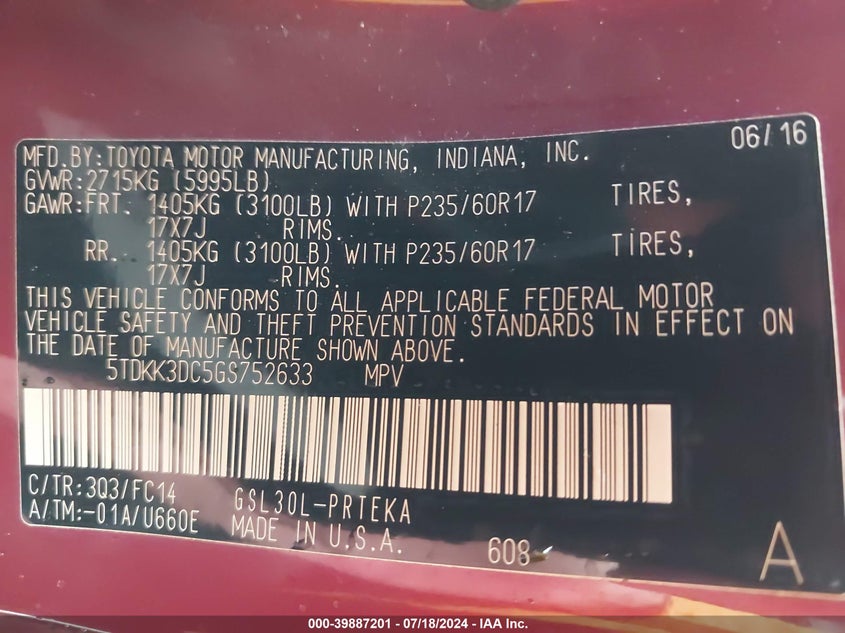 06/16
MFD.BY:TOYOTA MOTOR MANUFACTURING, INDIANA, INC.
GVWR:2715KG (5995LB)
GAWR:FRT. 1405KG (3100LB) WITH P235/60R17 TIRES,
17X7J RIMS.
RR. 1405KG (3100LB) WITH P235/60R17 TIRES,
17X7J RIMS.
THIS VEHICLE CONFORMS TO ALL APPLICABLE FEDERAL MOTOR
VEHICLE SAFETY AND THEFT PREVENTION STANDARDS IN EFFECT ON
THE DATE OF MANUFACTURE SHOWN ABOVE.
5TDKK3DC5GS752633 MPV
C/TR:3Q3/FC14 GSL30L-PRTEKA
A/TM:-01A/U660E MADE IN U.S.A. 608 A
000-39887201 - 07/18/2024 - IAA Inc.